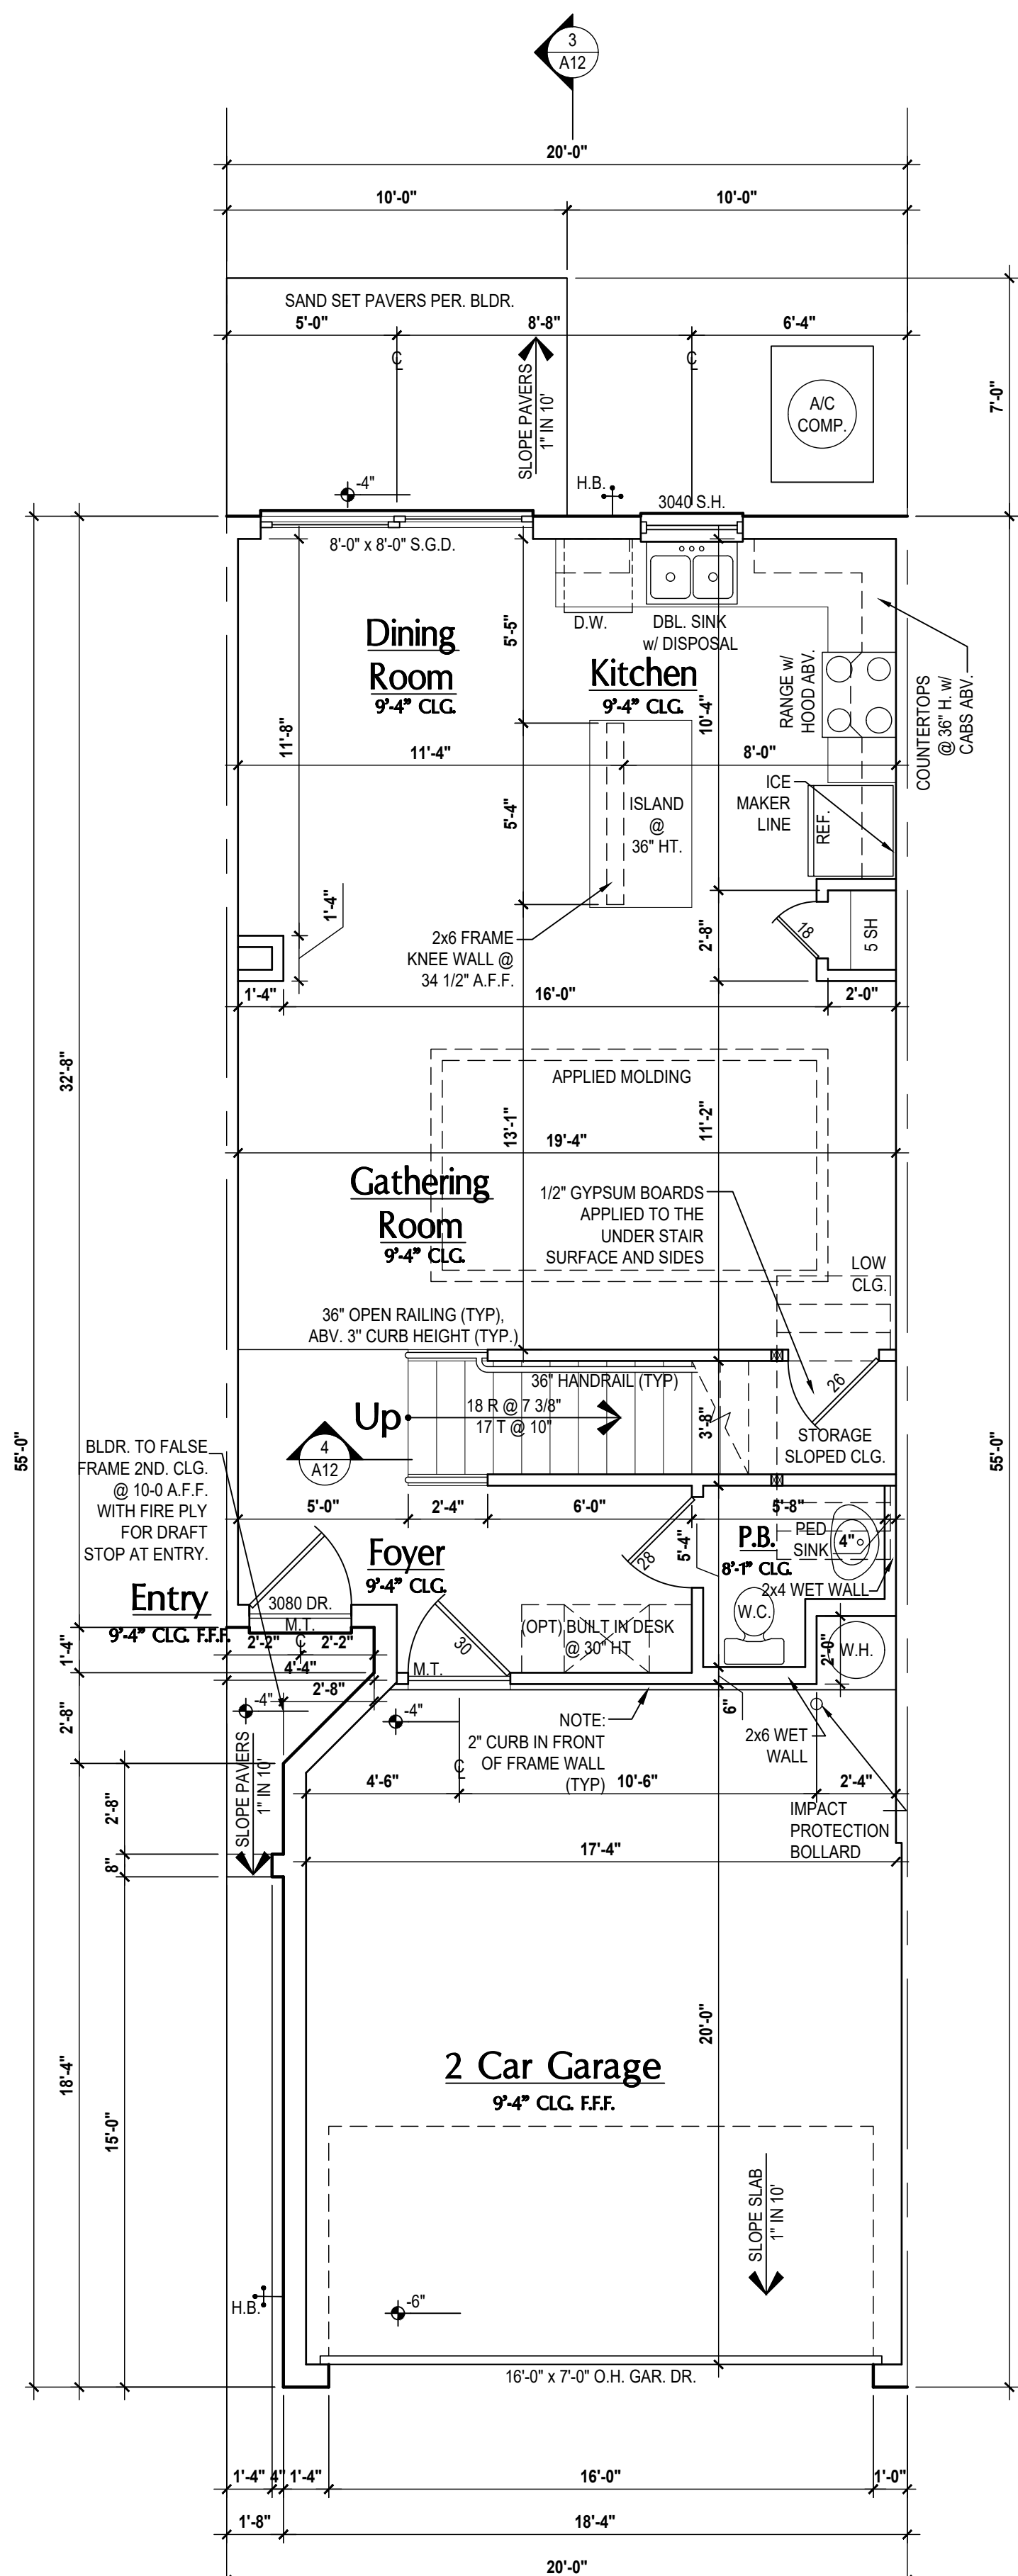 3
A12
20'-0"
10'-0"
10'-0"
SAND SET PAVERS PER. BLDR.
5'-0"
8'-8"
6'-4"
C
L
C
L
SLOPE PAVERS
1" IN 10'
A/C
COMP.
7'-0"
-4"
H.B.
3040 S.H.
8'-0" x 8'-0" S.G.D.
D.W.
DBL. SINK
w/ DISPOSAL
Dining
Room
9'-4" CLG.
5'-5"
Kitchen
9'-4" CLG.
10'-4"
RANGE w/
HOOD ABV.
COUNTERTOPS
@ 36" H. w/
CABS ABV.
11'-8"
11'-4"
8'-0"
5'-4"
ISLAND
@
36" HT.
ICE
MAKER
LINE
REF.
1'-4"
2x6 FRAME
KNEE WALL @
34 1/2" A.F.F.
2'-8"
18
5 SH
1'-4"
16'-0"
2'-0"
32'-8"
APPLIED MOLDING
13'-1"
11'-2"
19'-4"
Gathering
Room
9'-4" CLG.
1/2" GYPSUM BOARDS
APPLIED TO THE
UNDER STAIR
SURFACE AND SIDES
LOW
CLG.
36" OPEN RAILING (TYP),
ABV. 3" CURB HEIGHT (TYP.)
36" HANDRAIL (TYP)
26
Up
18 R @ 7 3/8"
17 T @ 10"
3'-8"
STORAGE
SLOPED CLG.
55'-0"
55'-0"
4
A12
BLDR. TO FALSE
FRAME 2ND. CLG.
@ 10-0 A.F.F.
WITH FIRE PLY
FOR DRAFT
STOP AT ENTRY.
5'-0"
2'-4"
6'-0"
5'-8"
Foyer
9'-4" CLG.
28
5'-4"
P.B.
8'-1" CLG.
PED
SINK
4"
2x4 WET WALL
Entry
9'-4" CLG. F.F.F.
3080 DR.
M.T.
2'-2"
C
L
2'-2"
4'-4"
2'-8"
30
M.T.
(OPT) BUILT IN DESK
@ 30" HT
W.C.
2'-0"
W.H.
1'-4"
2'-8"
-4"
-4"
6"
NOTE:
2" CURB IN FRONT
OF FRAME WALL
(TYP)
2x6 WET
WALL
SLOPE PAVERS
1" IN 10'
C
L
4'-6"
10'-6"
2'-4"
IMPACT
PROTECTION
BOLLARD
2'-8"
8"
17'-4"
20'-0"
18'-4"
15'-0"
2 Car Garage
9'-4" CLG. F.F.F.
SLOPE SLAB
1" IN 10'
H.B.
-6"
16'-0" x 7'-0" O.H. GAR. DR.
1'-4"
4"
1'-4"
16'-0"
1'-0"
1'-8"
18'-4"
20'-0"